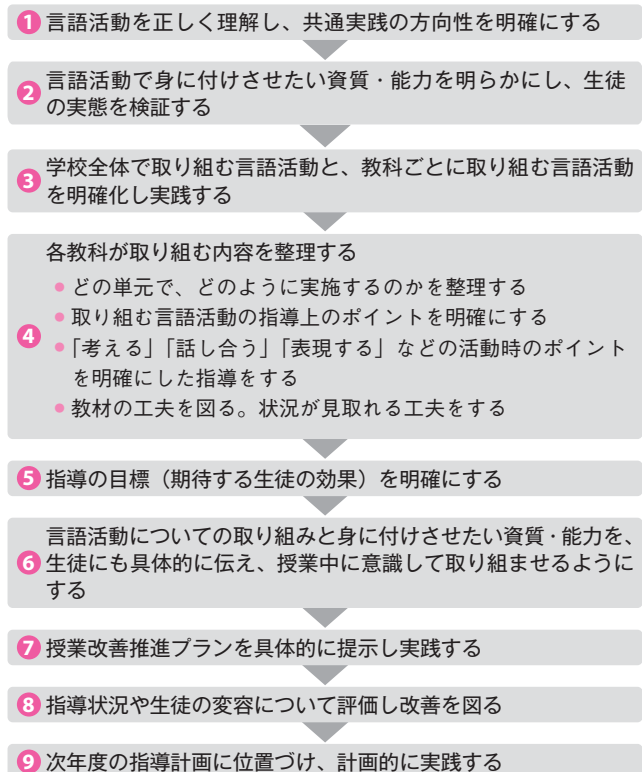 ❶ 言語活動を正しく理解し、共通実践の方向性を明確にする
❷ 言語活動で身に付けさせたい資質・能力を明らかにし、生徒
の実態を検証する
❸ 学校全体で取り組む言語活動と、教科ごとに取り組む言語活動
を明確化し実践する
❹ 各教科が取り組む内容を整理する
● どの単元で、どのように実施するのかを整理する
● 取り組む言語活動の指導上のポイントを明確にする
● 「考える」「話し合う」「表現する」などの活動時のポイント
を明確にした指導をする
● 教材の工夫を図る。状況が見取れる工夫をする
❺ 指導の目標（期待する生徒の効果）を明確にする
❻ 言語活動についての取り組みと身に付けさせたい資質・能力を、
生徒にも具体的に伝え、授業中に意識して取り組ませるように
する
❼ 授業改善推進プランを具体的に提示し実践する
❽ 指導状況や生徒の変容について評価し改善を図る
❾ 次年度の指導計画に位置づけ、計画的に実践する